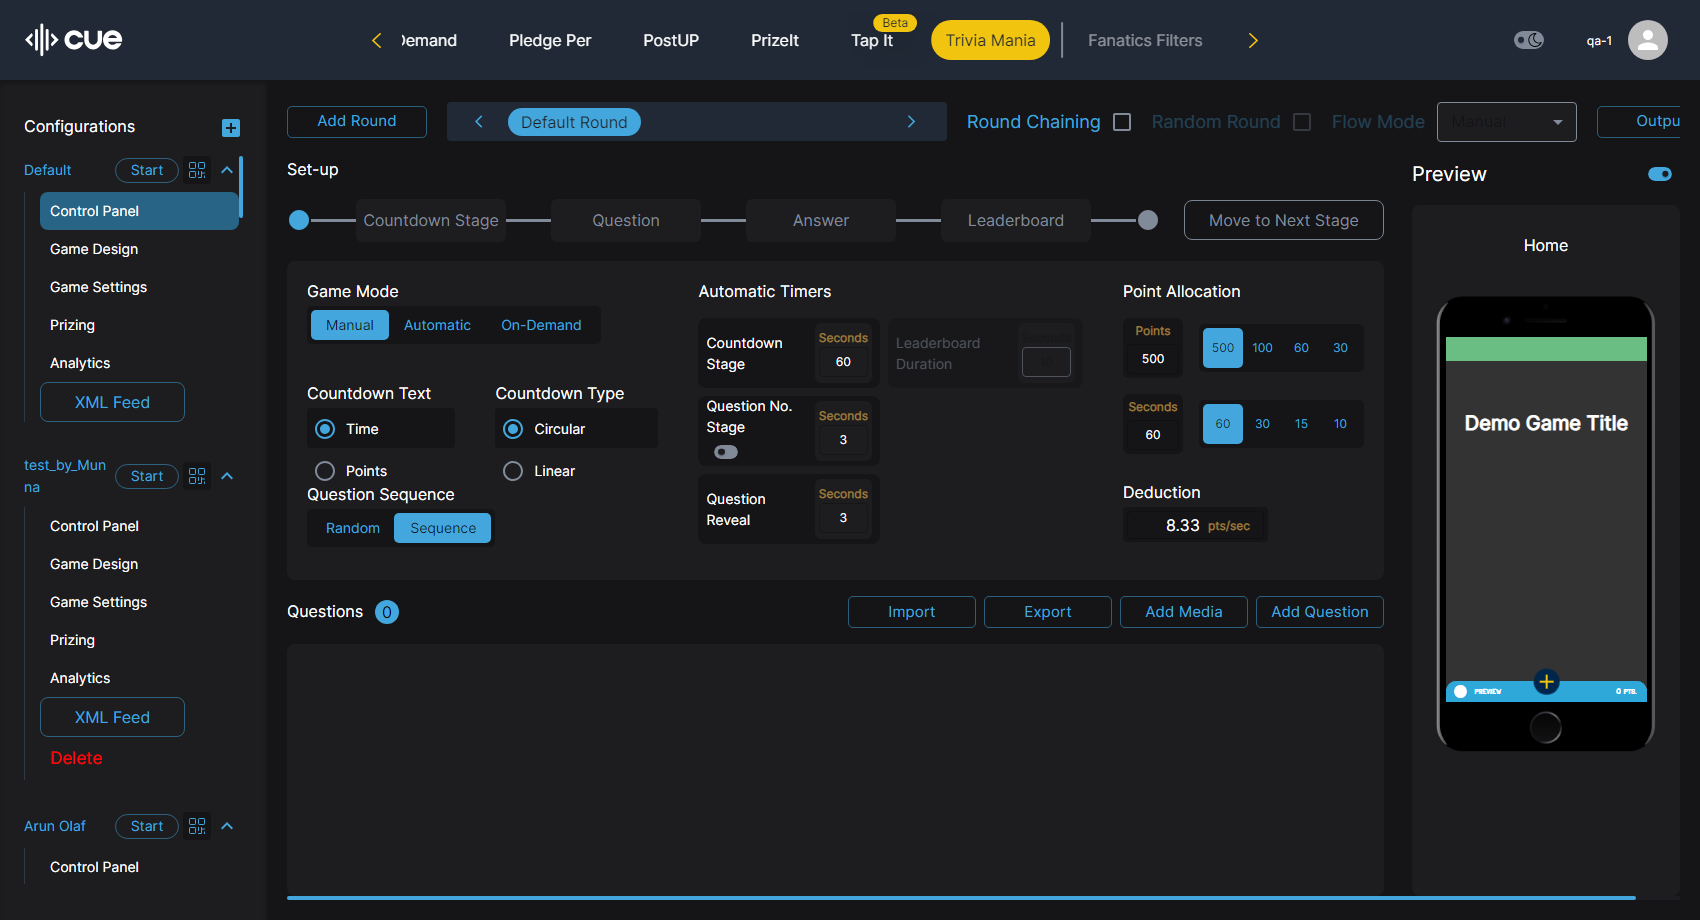 cue
Demand
Pledge Per
PostUP
PrizeIt
Tap It
Beta
Trivia Mania
Fanatics Filters
qa-1
Configurations
Default
Start
Control Panel
Game Design
Game Settings
Prizing
Analytics
XML Feed
test_by_Mun
na
Start
Control Panel
Game Design
Game Settings
Prizing
Analytics
XML Feed
Delete
Arun Olaf
Start
Control Panel
Add Round
Default Round
Round Chaining
Random Round
Flow Mode
Manual
Outpu
Set-up
Countdown Stage
Question
Answer
Leaderboard
Move to Next Stage
Game Mode
Manual
Automatic
On-Demand
Countdown Text
Time
Points
Countdown Type
Circular
Linear
Question Sequence
Random
Sequence
Automatic Timers
Countdown
Stage
Seconds
60
Leaderboard
Duration
Question No.
Stage
Seconds
3
Question
Reveal
Seconds
3
Point Allocation
Points
500
500 100 60 30
Seconds
60
60 30 15 10
Deduction
8.33 pts/sec
Questions 0
Import
Export
Add Media
Add Question
Preview
Home
Demo Game Title
PREVIEW
0 PTS.